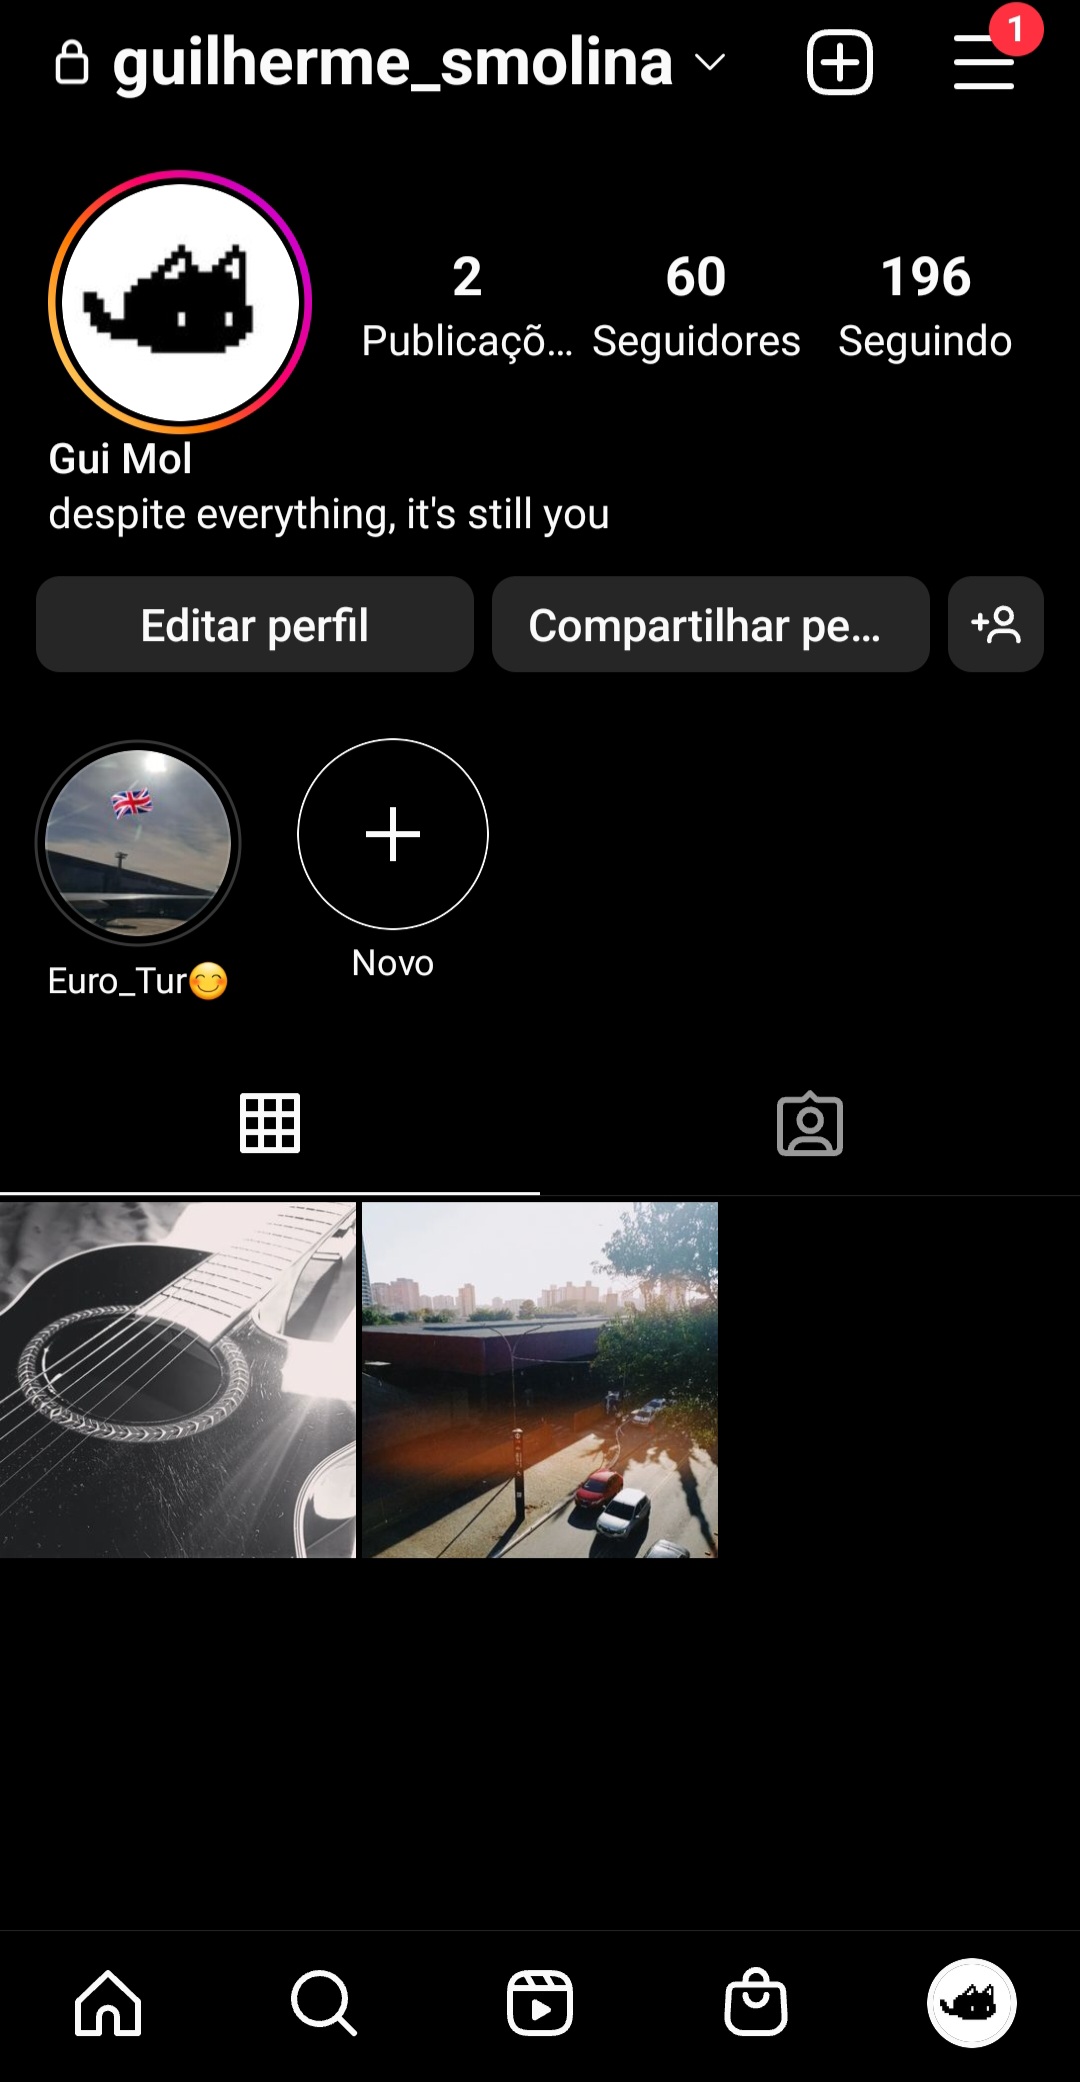 guilherme_smolina
1
2 60 196
Publicaçõ... Seguidores Seguindo
Gui Mol
despite everything, it's still you
Editar perfil Compartilhar pe...
Euro_Tur😊 Novo